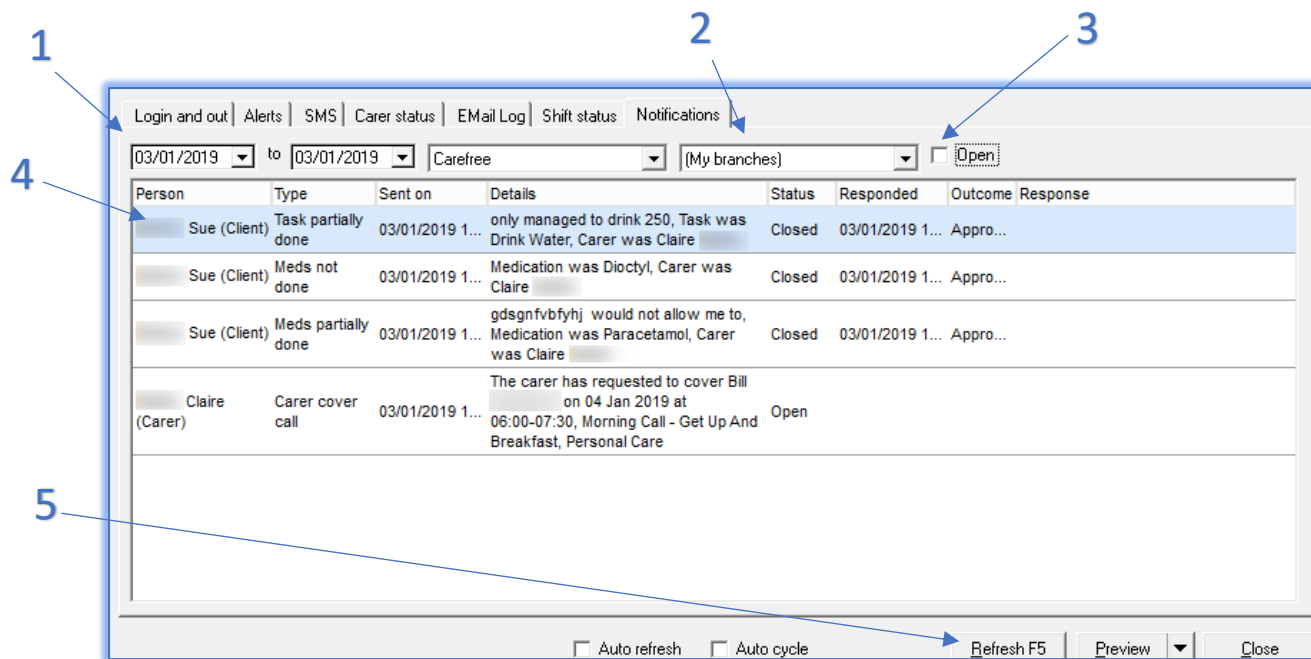 1
2
3
Login and out Alerts SMS Carer status EMail Log Shift status Notifications
03/01/2019 to 03/01/2019 Carefree (My branches) Open
4
Person Type Sent on Details Status Responded Outcome Response
Sue (Client) Task partially done 03/01/2019 1... only managed to drink 250, Task was Closed 03/01/2019 1... Appro...
Drink Water, Carer was Claire
Sue (Client) Meds not done 03/01/2019 1... Medication was Dioctyl, Carer was Closed 03/01/2019 1... Appro...
Claire
gdsgnfvbfyhj would not allow me to,
Sue (Client) Meds partially done 03/01/2019 1... Medication was Paracetamol, Carer Closed 03/01/2019 1... Appro...
was Claire
The carer has requested to cover Bill
Claire (Carer) Carer cover call 03/01/2019 1... on 04 Jan 2019 at Open
06:00-07:30, Morning Call - Get Up And
Breakfast, Personal Care
5
Auto refresh Auto cycle Refresh F5 Preview Close